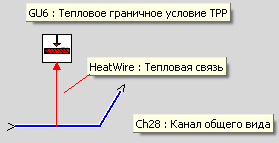 GU6 : Тепловое граничное условие ТРР
HeatWire : Тепловая связь
Ch28 : Канал общего вида